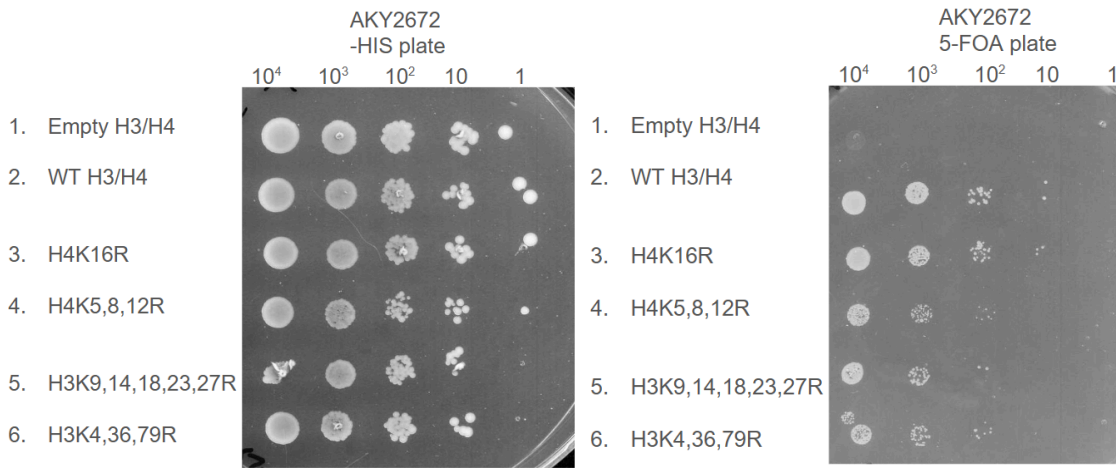 AKY2672
-HIS plate
10⁴ 10³ 10² 10 1
1. Empty H3/H4
2. WT H3/H4
3. H4K16R
4. H4K5,8,12R
5. H3K9,14,18,23,27R
6. H3K4,36,79R
AKY2672
5-FOA plate
10⁴ 10³ 10² 10 1
1. Empty H3/H4
2. WT H3/H4
3. H4K16R
4. H4K5,8,12R
5. H3K9,14,18,23,27R
6. H3K4,36,79R